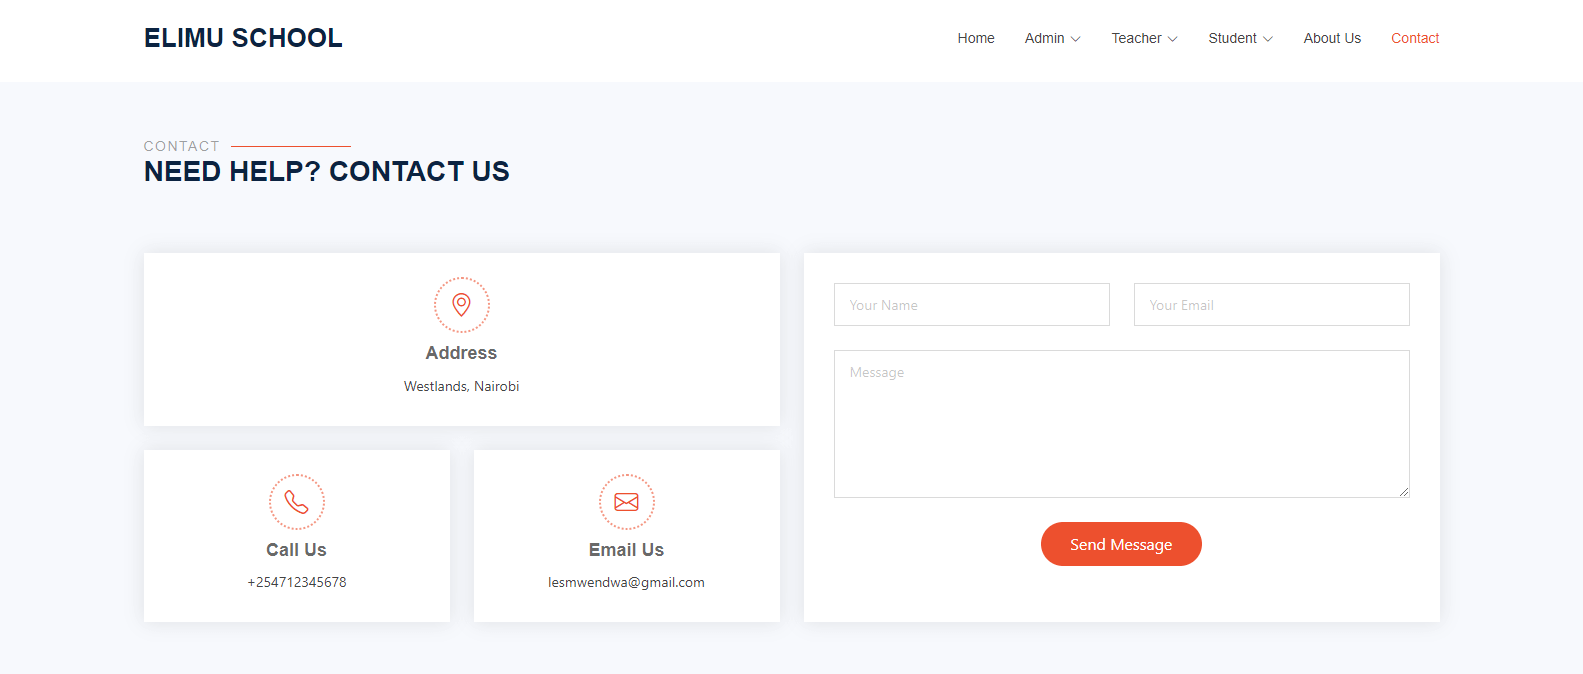 ELIMU SCHOOL
Home Admin Teacher Student About Us Contact
CONTACT
NEED HELP? CONTACT US
Address
Westlands, Nairobi
Call Us
+254712345678
Email Us
lesmwendwa@gmail.com
Your Name
Your Email
Message
Send Message